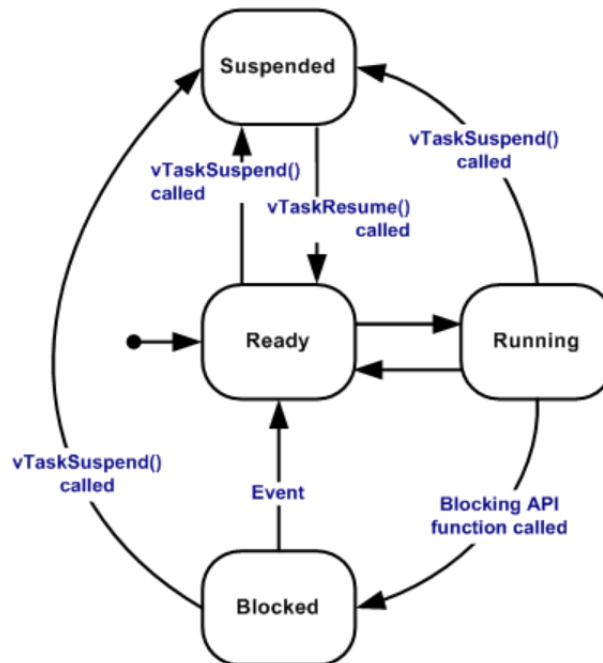 Suspended
vTaskSuspend()
called
vTaskSuspend()
called
vTaskResume()
called
Ready
Running
vTaskSuspend()
called
Event
Blocking API
function called
Blocked